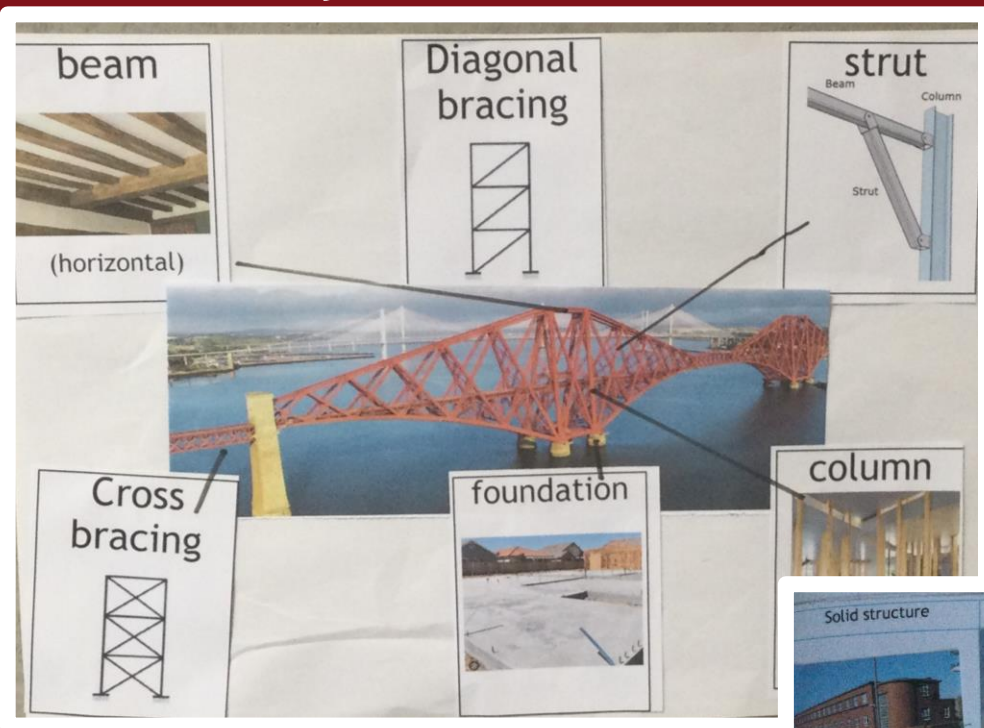 beam
(horizontal)
Diagonal
bracing
strut
Beam
Column
Strut
Cross
bracing
foundation
column
Solid structure